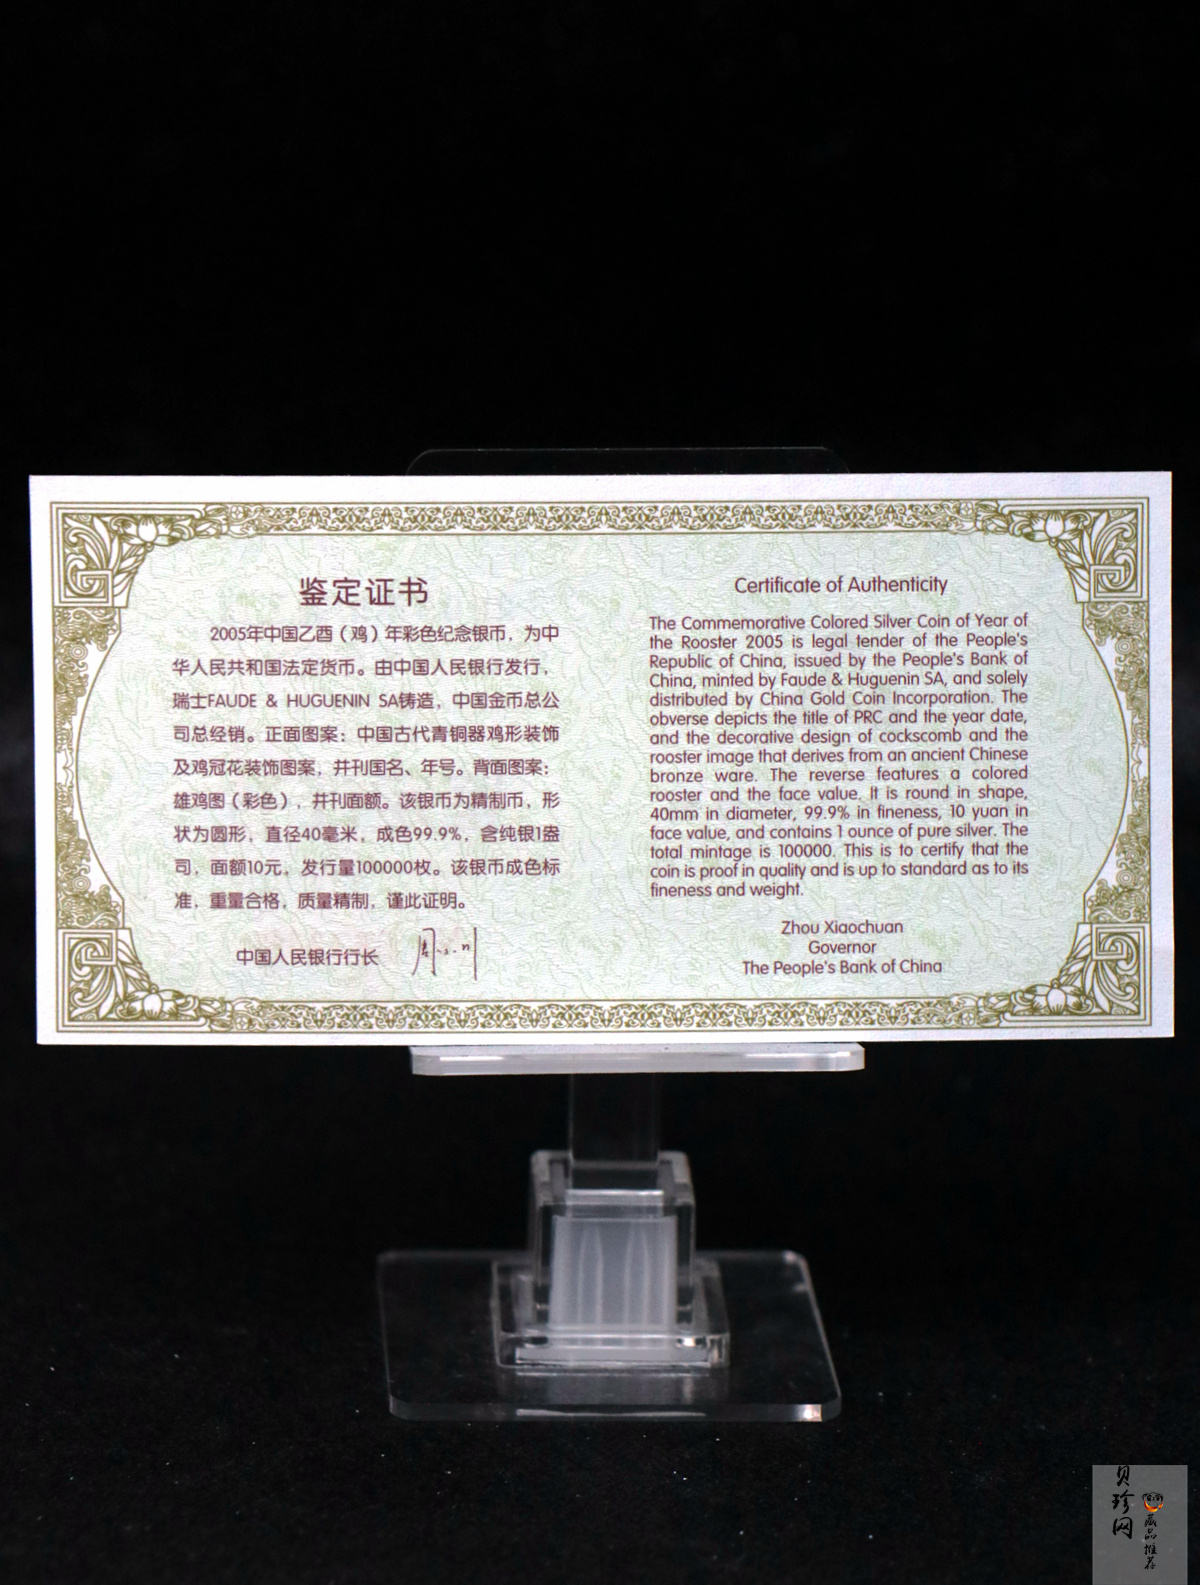 鉴定证书
2005年中国乙酉（鸡）年彩色纪念银币，为中
华人民共和国法定货币。由中国人民银行发行，
瑞士FAUDE & HUGUENIN SA铸造，中国金币总公
司总经销。正面图案：中国古代青铜器鸡形装饰
及鸡冠花装饰图案，并刊国名、年号。背面图案：
雄鸡图（彩色），并刊面额。该银币为精制币，形
状为圆形，直径40毫米，成色99.9%，含纯银1盎
司，面额10元，发行量100000枚。该银币成色标
准，重量合格，质量精制，谨此证明。
中国人民银行行长
Certificate of Authenticity
The Commemorative Colored Silver Coin of Year of
the Rooster 2005 is legal tender of the People's
Republic of China, issued by the People's Bank of
China, minted by Faude & Huguenin SA, and solely
distributed by China Gold Coin Incorporation. The
obverse depicts the title of PRC and the year date,
and the decorative design of cockscomb and the
rooster image that derives from an ancient Chinese
bronze ware. The reverse features a colored
rooster and the face value. It is round in shape,
40mm in diameter, 99.9% in fineness, 10 yuan in
face value, and contains 1 ounce of pure silver. The
total mintage is 100000. This is to certify that the
coin is proof in quality and is up to standard as to its
fineness and weight.
Zhou Xiaochuan
Governor
The People's Bank of China
贝珍网
藏品推荐